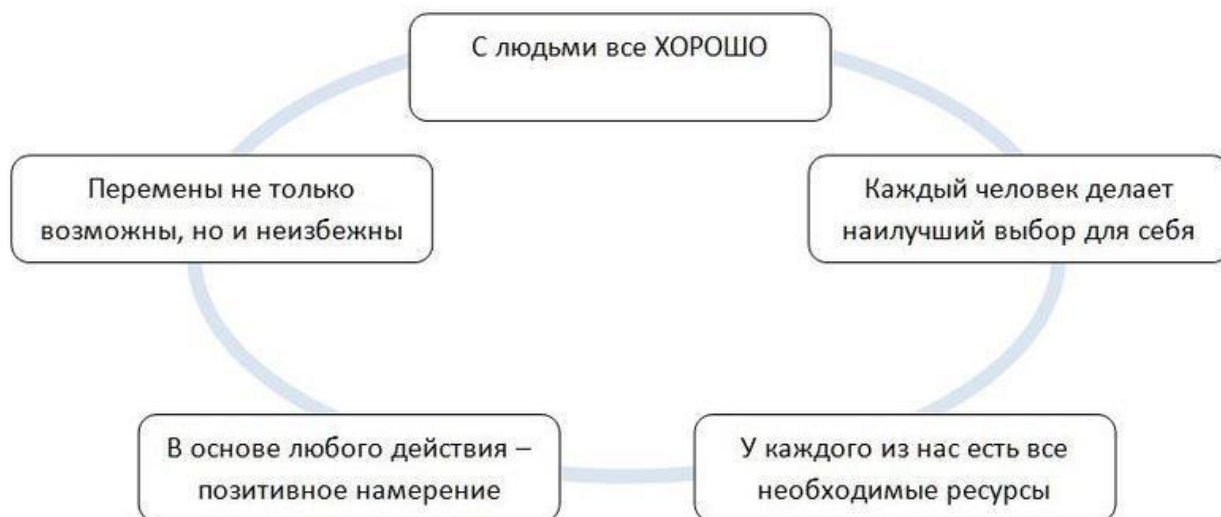 С людьми все ХОРОШО
Перемены не только
возможны, но и неизбежны
Каждый человек делает
наилучший выбор для себя
В основе любого действия –
позитивное намерение
У каждого из нас есть все
необходимые ресурсы